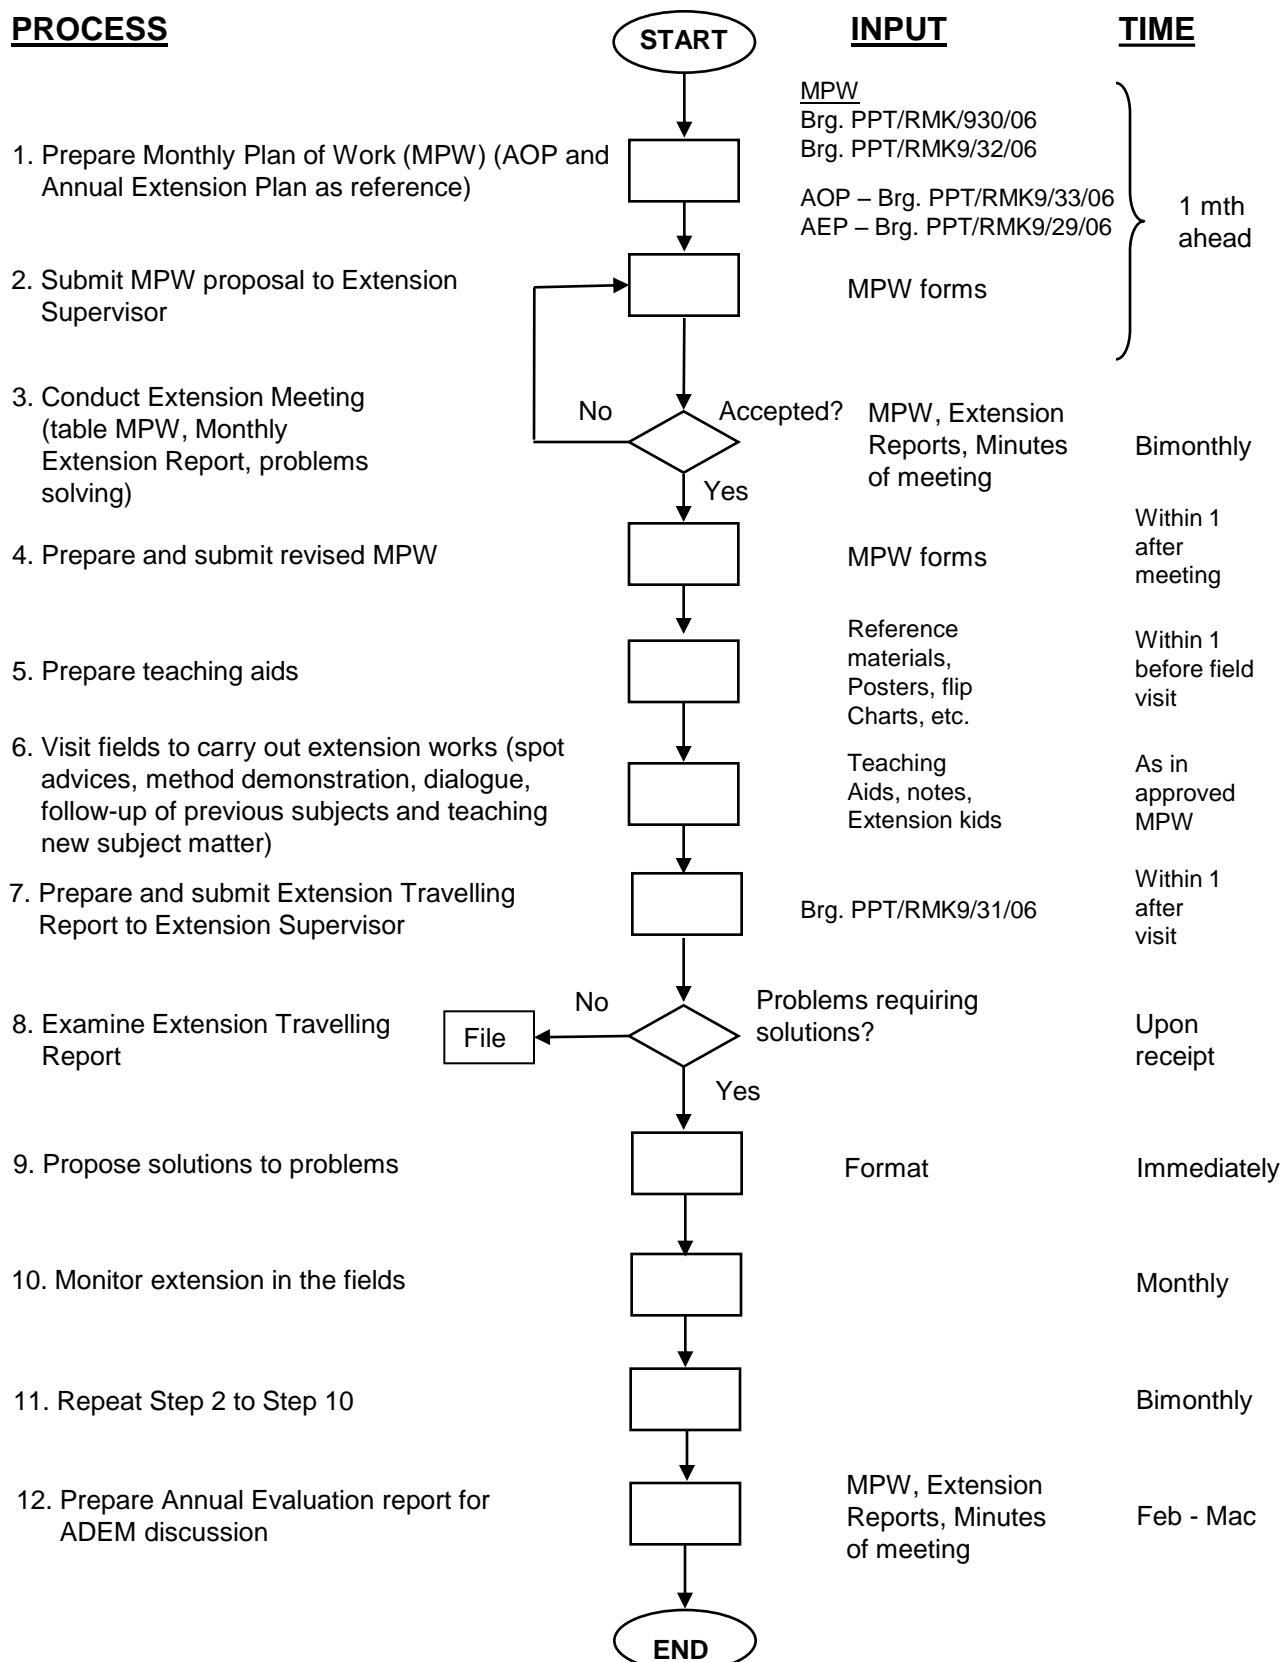 PROCESS
START
INPUT
TIME
MPW
Brg. PPT/RMK/930/06
Brg. PPT/RMK9/32/06
1. Prepare Monthly Plan of Work (MPW) (AOP and
Annual Extension Plan as reference)
AOP – Brg. PPT/RMK9/33/06
AEP – Brg. PPT/RMK9/29/06
1 mth
ahead
2. Submit MPW proposal to Extension
Supervisor
MPW forms
3. Conduct Extension Meeting
(table MPW, Monthly
Extension Report, problems
solving)
No
Accepted?
Yes
MPW, Extension
Reports, Minutes
of meeting
Bimonthly
4. Prepare and submit revised MPW
MPW forms
Within 1
after
meeting
5. Prepare teaching aids
Reference
materials,
Posters, flip
Charts, etc.
Within 1
before field
visit
6. Visit fields to carry out extension works (spot
advices, method demonstration, dialogue,
follow-up of previous subjects and teaching
new subject matter)
Teaching
Aids, notes,
Extension kids
As in
approved
MPW
7. Prepare and submit Extension Travelling
Report to Extension Supervisor
Brg. PPT/RMK9/31/06
Within 1
after
visit
8. Examine Extension Travelling
Report
File
No
Problems requiring
solutions?
Yes
Upon
receipt
9. Propose solutions to problems
Format
Immediately
10. Monitor extension in the fields
Monthly
11. Repeat Step 2 to Step 10
Bimonthly
12. Prepare Annual Evaluation report for
ADEM discussion
MPW, Extension
Reports, Minutes
of meeting
Feb - Mac
END